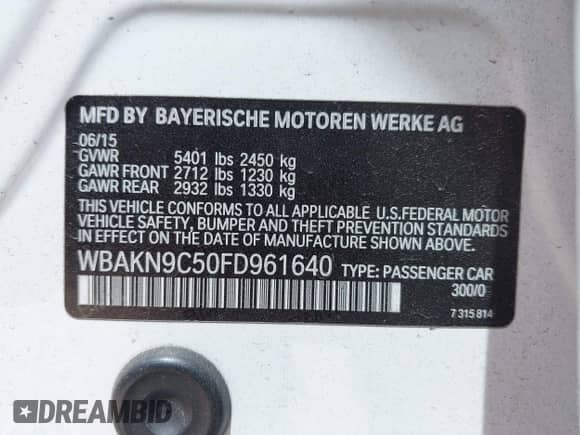 MFD BY BAYERISCHE MOTOREN WERKE AG
06/15
GVWR 5401 lbs 2450 kg
GAWR FRONT 2712 lbs 1230 kg
GAWR REAR 2932 lbs 1330 kg
THIS VEHICLE CONFORMS TO ALL APPLICABLE U.S.FEDERAL MOTOR
VEHICLE SAFETY, BUMPER AND THEFT PREVENTION STANDARDS
IN EFFECT ON THE DATE OF MANUFACTURE SHOWN ABOVE.
WBAKN9C50FD961640 TYPE: PASSENGER CAR
300/0
7 315 814
DREAMBID